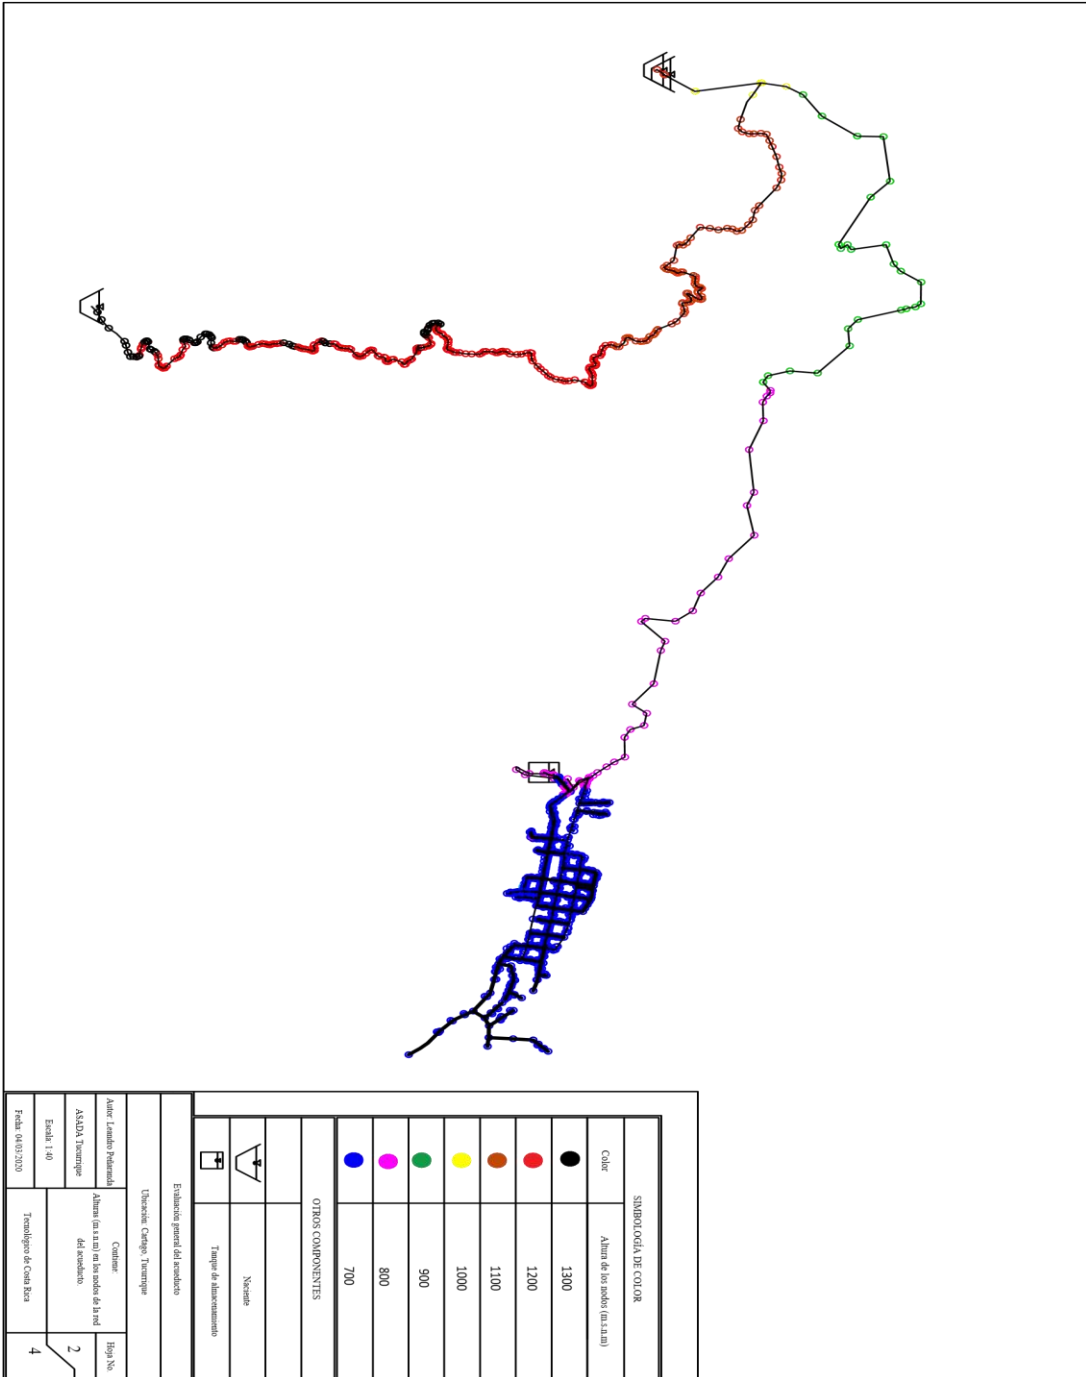 SIMBOLOGÍA DE COLOR
Color
Altura de los nodos (m.s.n.m)
1300
1200
1100
1000
900
800
700
OTROS COMPONENTES
Naciente
Tanque de almacenamiento
Evaluación general del acueducto
Ubicación: Cartago, Tucurrique
Autor: Leandro Peñaranda
Contiene:
Hoja No.
ASADA Tucurrique
Alturas (m.s.n.m) en los nodos de la red
del acueducto
2
Escala: 1:40
4
Fecha: 04/03/2020
Tecnológico de Costa Rica